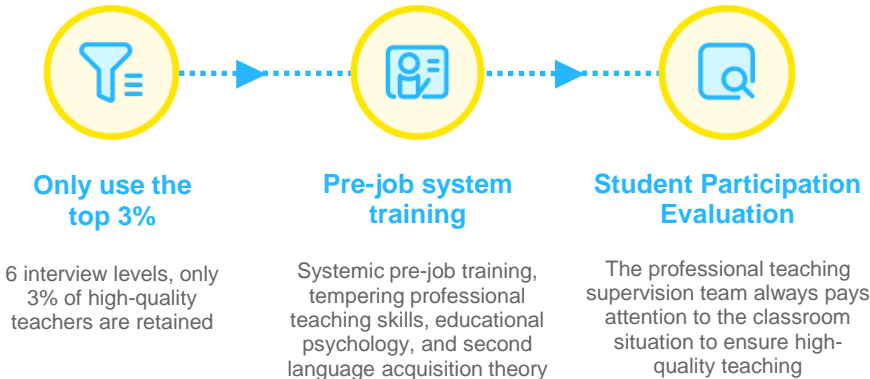 Only use the
top 3%
6 interview levels, only
3% of high-quality
teachers are retained
Pre-job system
training
Systemic pre-job training,
tempering professional
teaching skills, educational
psychology, and second
language acquisition theory
Student Participation
Evaluation
The professional teaching
supervision team always pays
attention to the classroom
situation to ensure high-
quality teaching